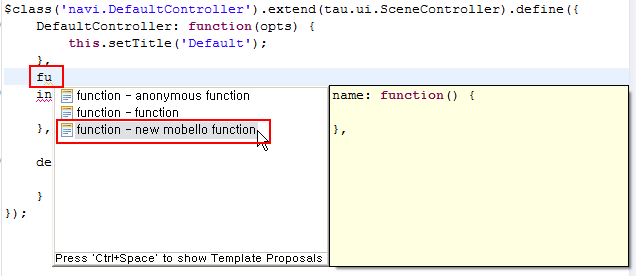 $class('navi.DefaultController').extend(tau.ui.SceneController).define({
DefaultController: function(opts) {
this.setTitle('Default');
},
fu
in
},
de
}
});
function - anonymous function
function - function
function - new mobello function
Press 'Ctrl+Space' to show Template Proposals
name: function() {
},